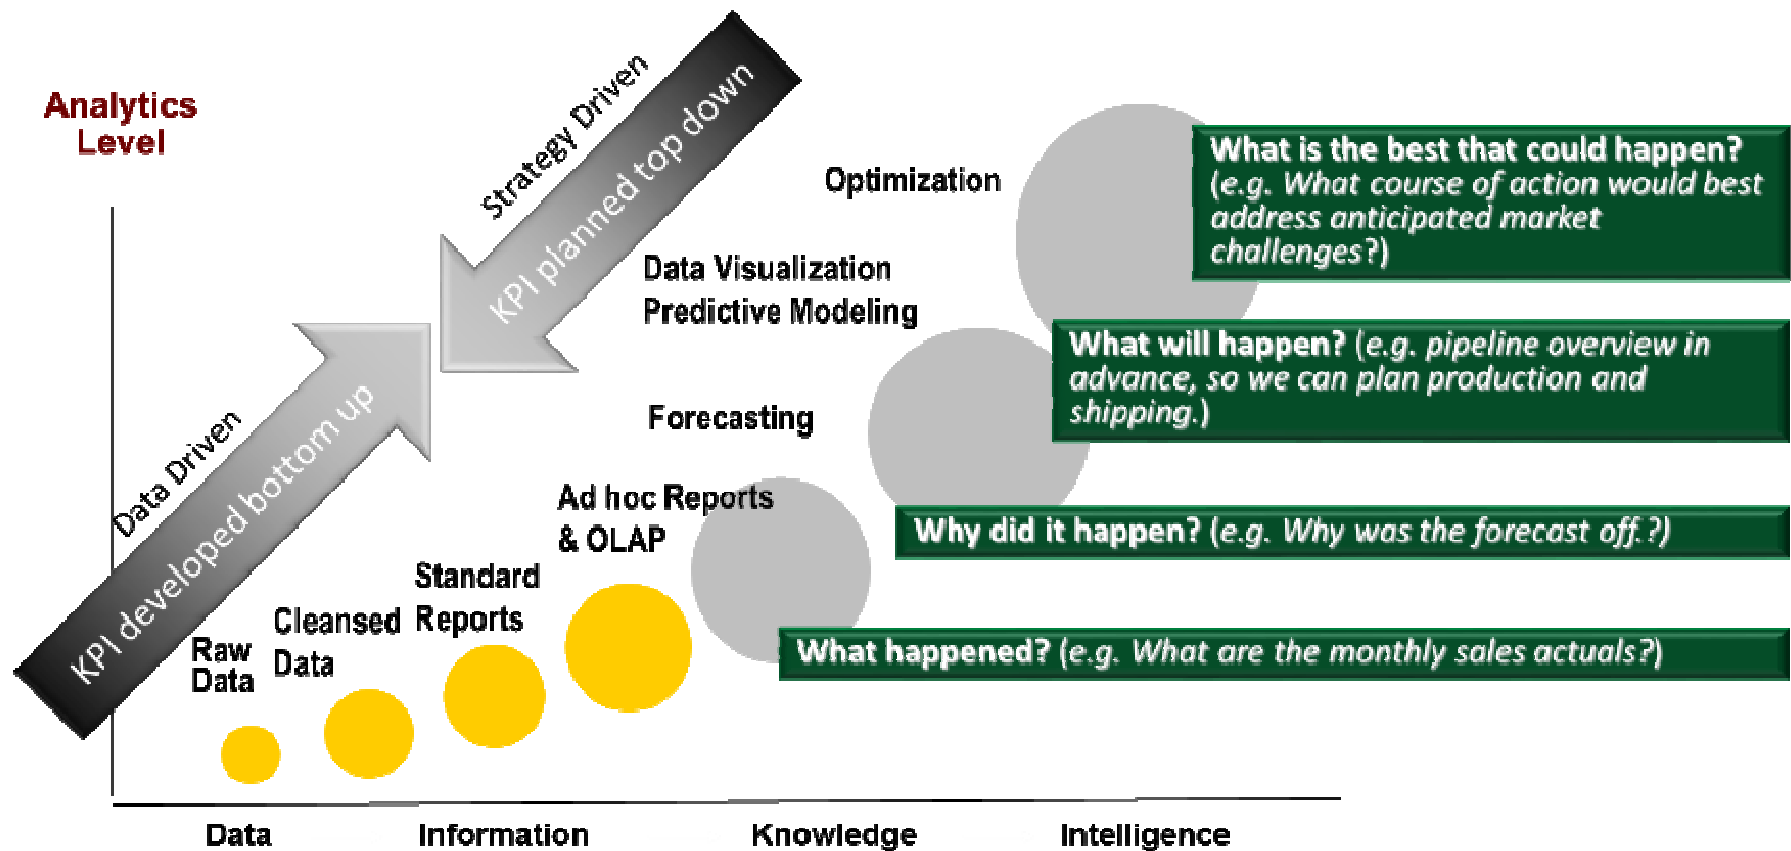 Analytics
Level
Strategy Driven
KPI planned top down
Data Driven
KPI developed bottom up
Optimization
Data Visualization
Predictive Modeling
Forecasting
Ad hoc Reports
& OLAP
Standard
Reports
Cleansed
Data
Raw
Data
What is the best that could happen?
(e.g. What course of action would best
address anticipated market
challenges?)
What will happen? (e.g. pipeline overview in
advance, so we can plan production and
shipping.)
Why did it happen? (e.g. Why was the forecast off.?)
What happened? (e.g. What are the monthly sales actuals?)
Data
Information
Knowledge
Intelligence